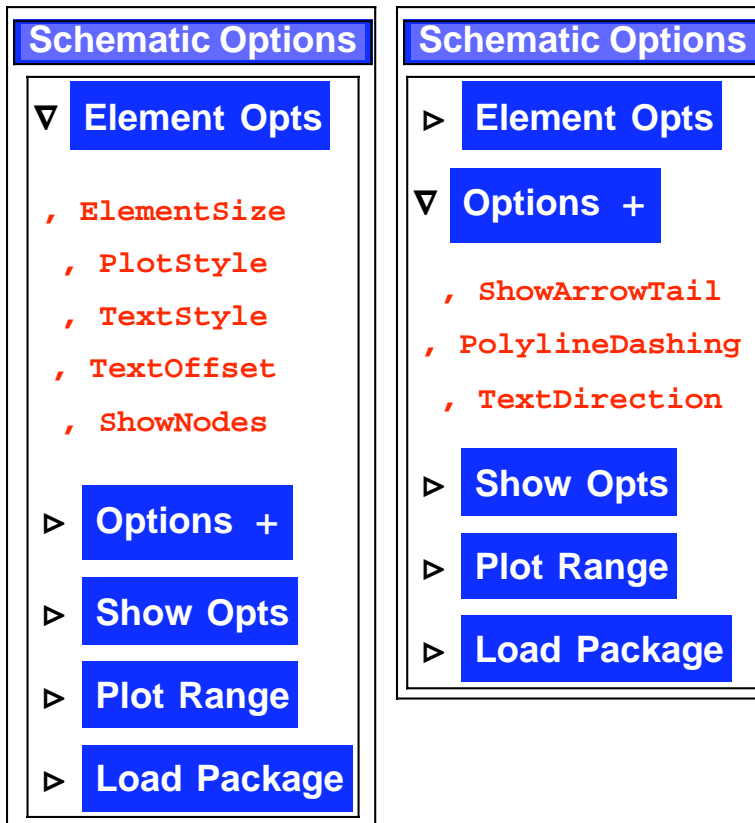 Schematic Options
Element Opts
, ElementSize
, PlotStyle
, TextStyle
, TextOffset
, ShowNodes
Options +
Show Opts
Plot Range
Load Package
Schematic Options
Element Opts
Options +
, ShowArrowTail
, PolylineDashing
, TextDirection
Show Opts
Plot Range
Load Package